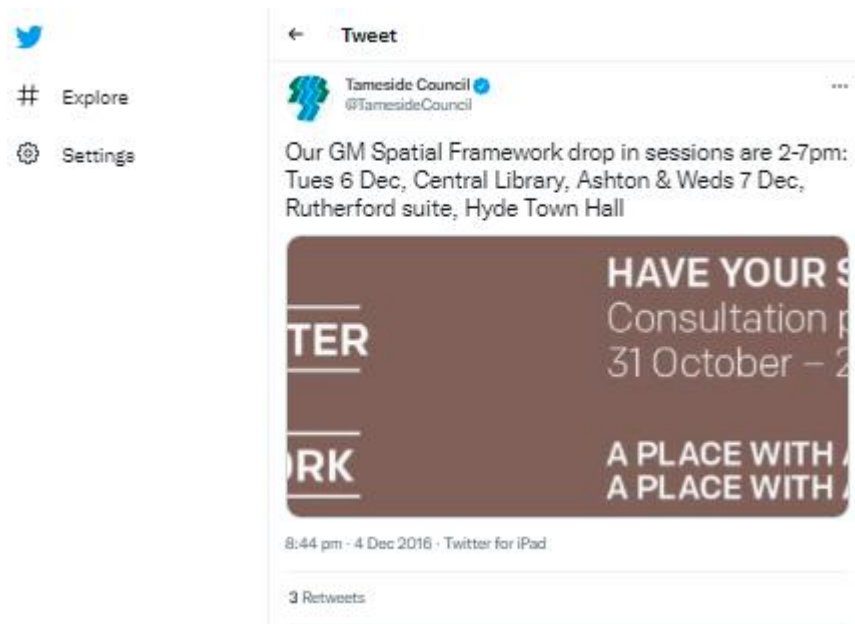 Tweet
Tameside Council
@TamesideCouncil
# Explore
Settings
Our GM Spatial Framework drop in sessions are 2-7pm:
Tues 6 Dec, Central Library, Ashton & Weds 7 Dec,
Rutherford suite, Hyde Town Hall
HAVE YOUR S
Consultation p
31 October – 2
TER
RK
A PLACE WITH A
A PLACE WITH A
8:44 pm · 4 Dec 2016 · Twitter for iPad
3 Retweets